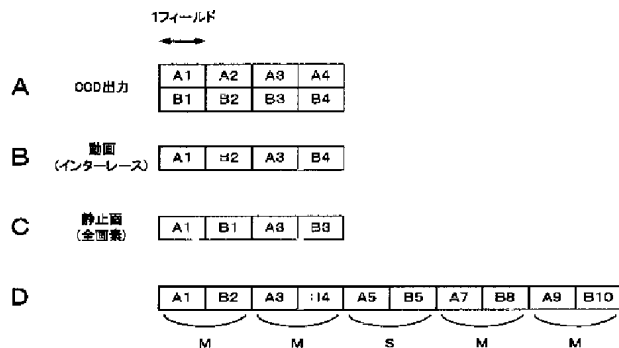 1フィールド
A CCD出力 A1 A2 A3 A4
B1 B2 B3 B4
B 動画
(インターレース) A1 B2 A3 B4
C 静止画
(全画素) A1 B1 A3 B3
D A1 B2 A3 B4 A5 B5 A7 B8 A9 B10
M M S M M